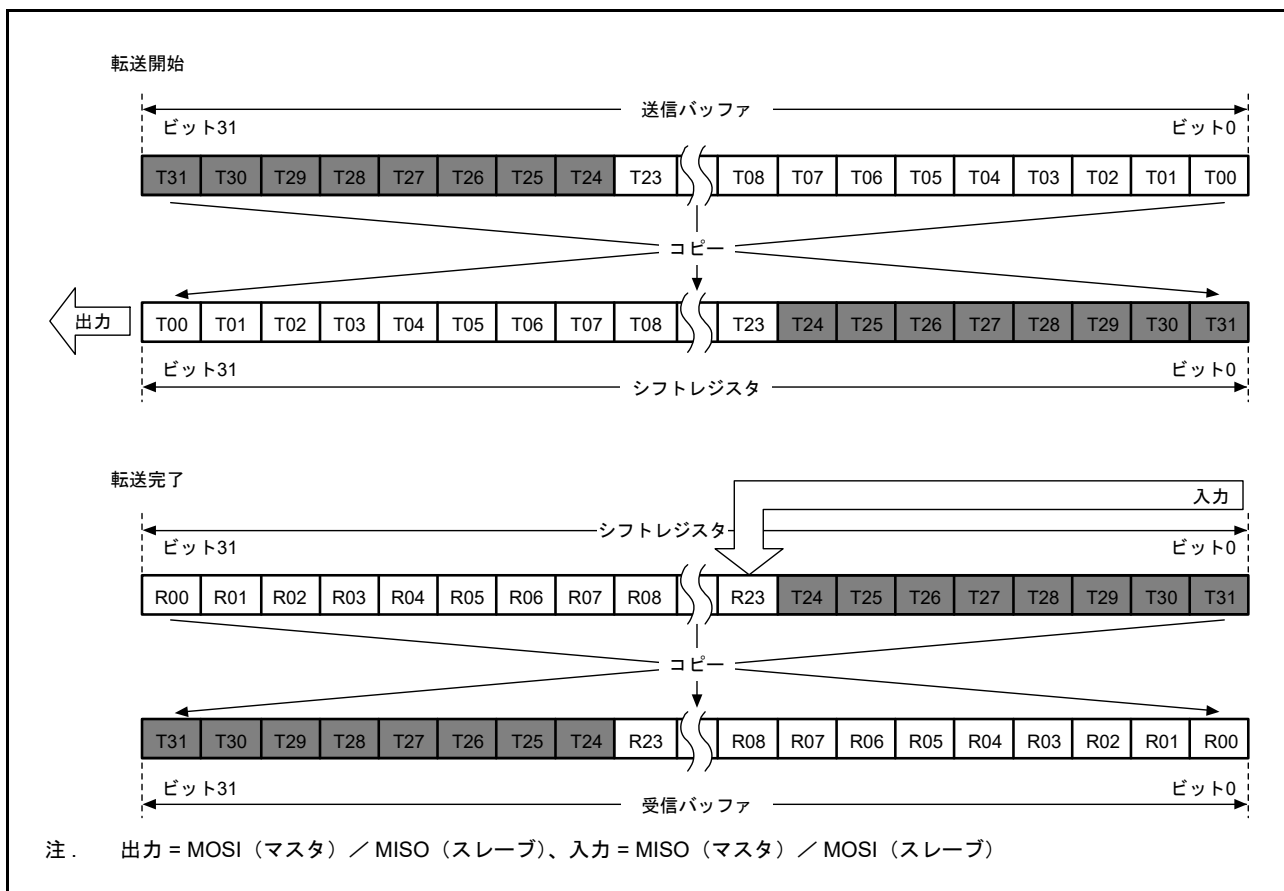 転送開始
送信バッファ
ビット31 ビット0
T31 T30 T29 T28 T27 T26 T25 T24 T23 T08 T07 T06 T05 T04 T03 T02 T01 T00
コピー
出力 T00 T01 T02 T03 T04 T05 T06 T07 T08 T23 T24 T25 T26 T27 T28 T29 T30 T31
ビット31 ビット0
シフトレジスタ
転送完了
入力
シフトレジスタ
ビット31 ビット0
R00 R01 R02 R03 R04 R05 R06 R07 R08 R23 T24 T25 T26 T27 T28 T29 T30 T31
コピー
T31 T30 T29 T28 T27 T26 T25 T24 R23 R08 R07 R06 R05 R04 R03 R02 R01 R00
ビット31 ビット0
受信バッファ
注. 出力 = MOSI（マスタ）／ MISO（スレーブ）、入力 = MISO（マスタ）／ MOSI（スレーブ）